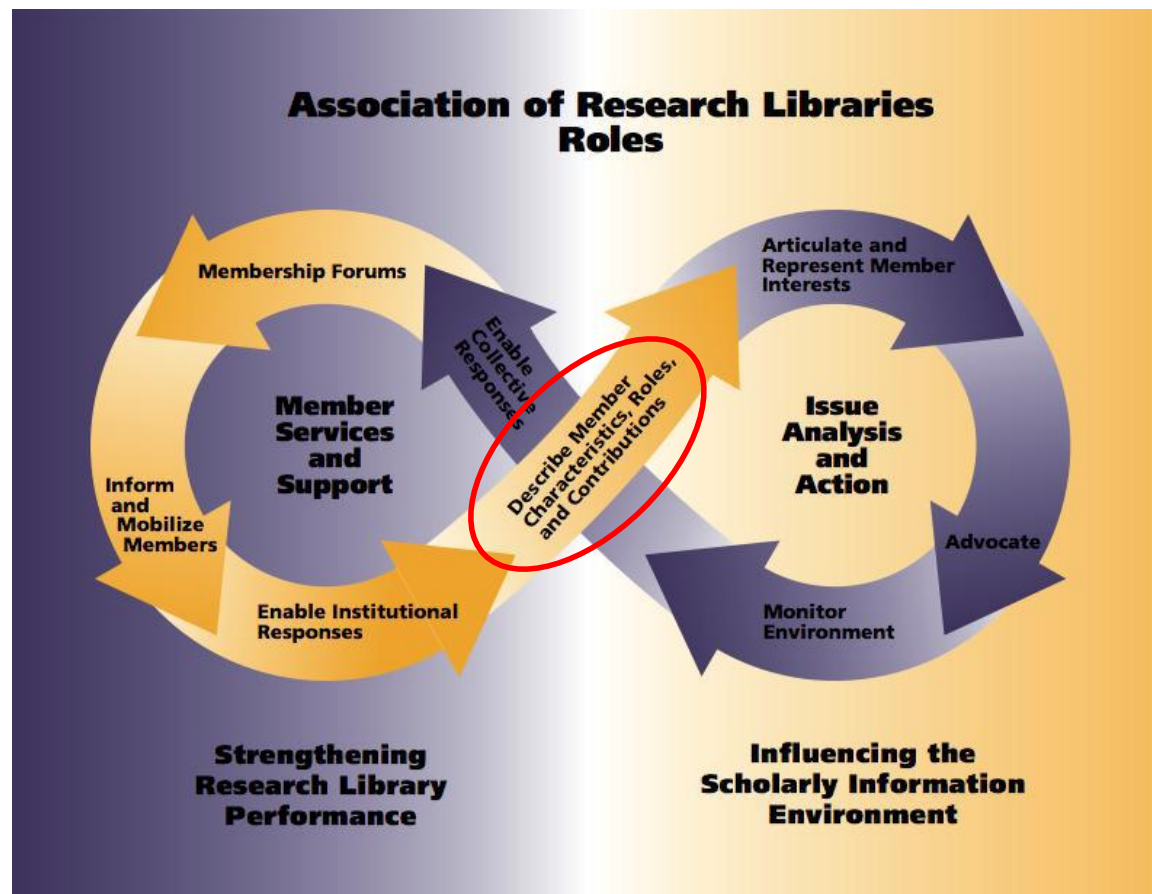 Association of Research Libraries
Roles
Membership Forums
Enable
Collective
Responses
Articulate and
Represent Member
Interests
Describe Member
Characteristics, Roles,
and Contributions
Member
Services
and
Support
Issue
Analysis
and
Action
Inform
and
Mobilize
Members
Advocate
Enable Institutional
Responses
Monitor
Environment
Strengthening
Research Library
Performance
Influencing the
Scholarly Information
Environment